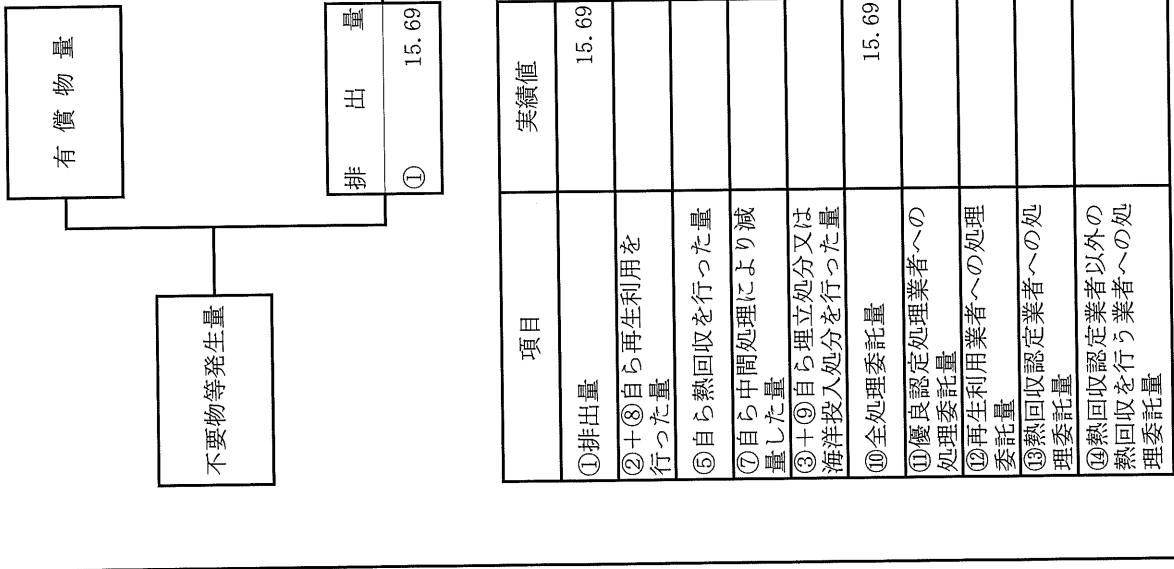 有償物量
不要物等発生量
排出量
① 15.69
項目 実績値
①排出量 15.69
②+⑧自ら再生利用を
行った量
⑤自ら熱回収を行った量
⑦自ら中間処理により減
量した量
③+⑨自ら埋立処分又は
海洋投入処分を行った量
⑩全処理委託量 15.69
⑪優良認定処理業者への
処理委託量
⑫再生利用業者への処理
委託量
⑬熱回収認定業者への処
理委託量
⑭熱回収認定業者以外の
熱回収を行う業者への処
理委託量